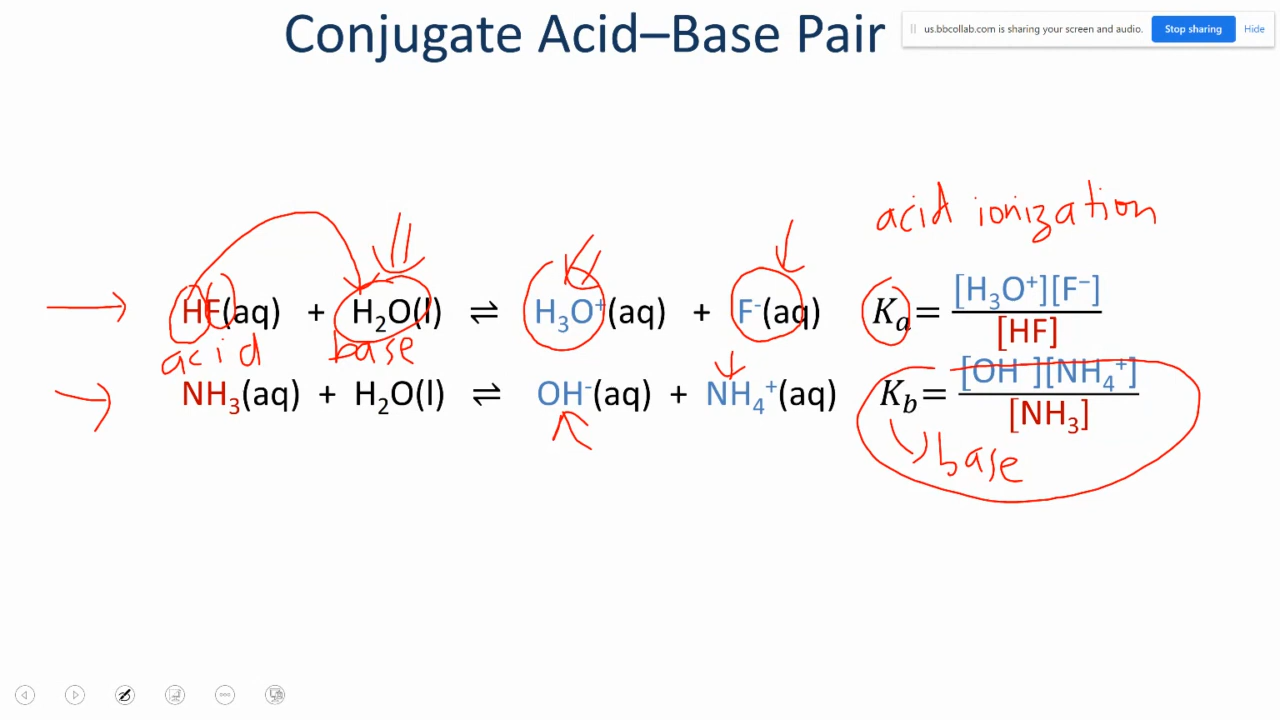 Conjugate Acid–Base Pair
us.bbcollab.com is sharing your screen and audio. Stop sharing Hide
acid ionization
HF(aq) + H₂O(l) ⇌ H₃O⁺(aq) + F⁻(aq) Kₐ = [H₃O⁺][F⁻] / [HF]
acid base
NH₃(aq) + H₂O(l) ⇌ OH⁻(aq) + NH₄⁺(aq) K_b = [OH⁻][NH₄⁺] / [NH₃]
base